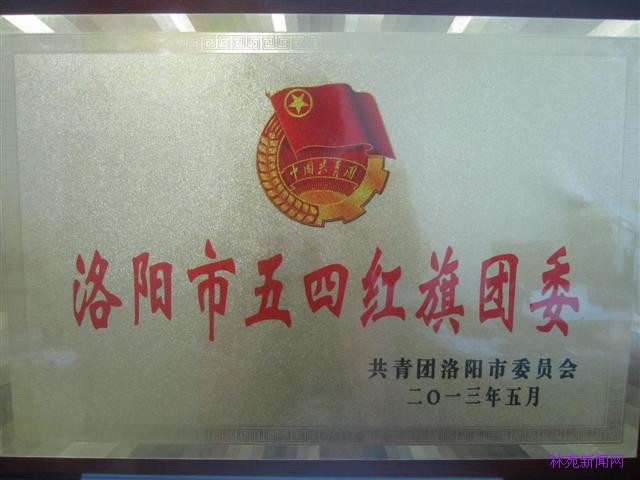 中国共青团
洛阳市五四红旗团委
共青团洛阳市委员会
二〇一三年五月
林苑新闻网